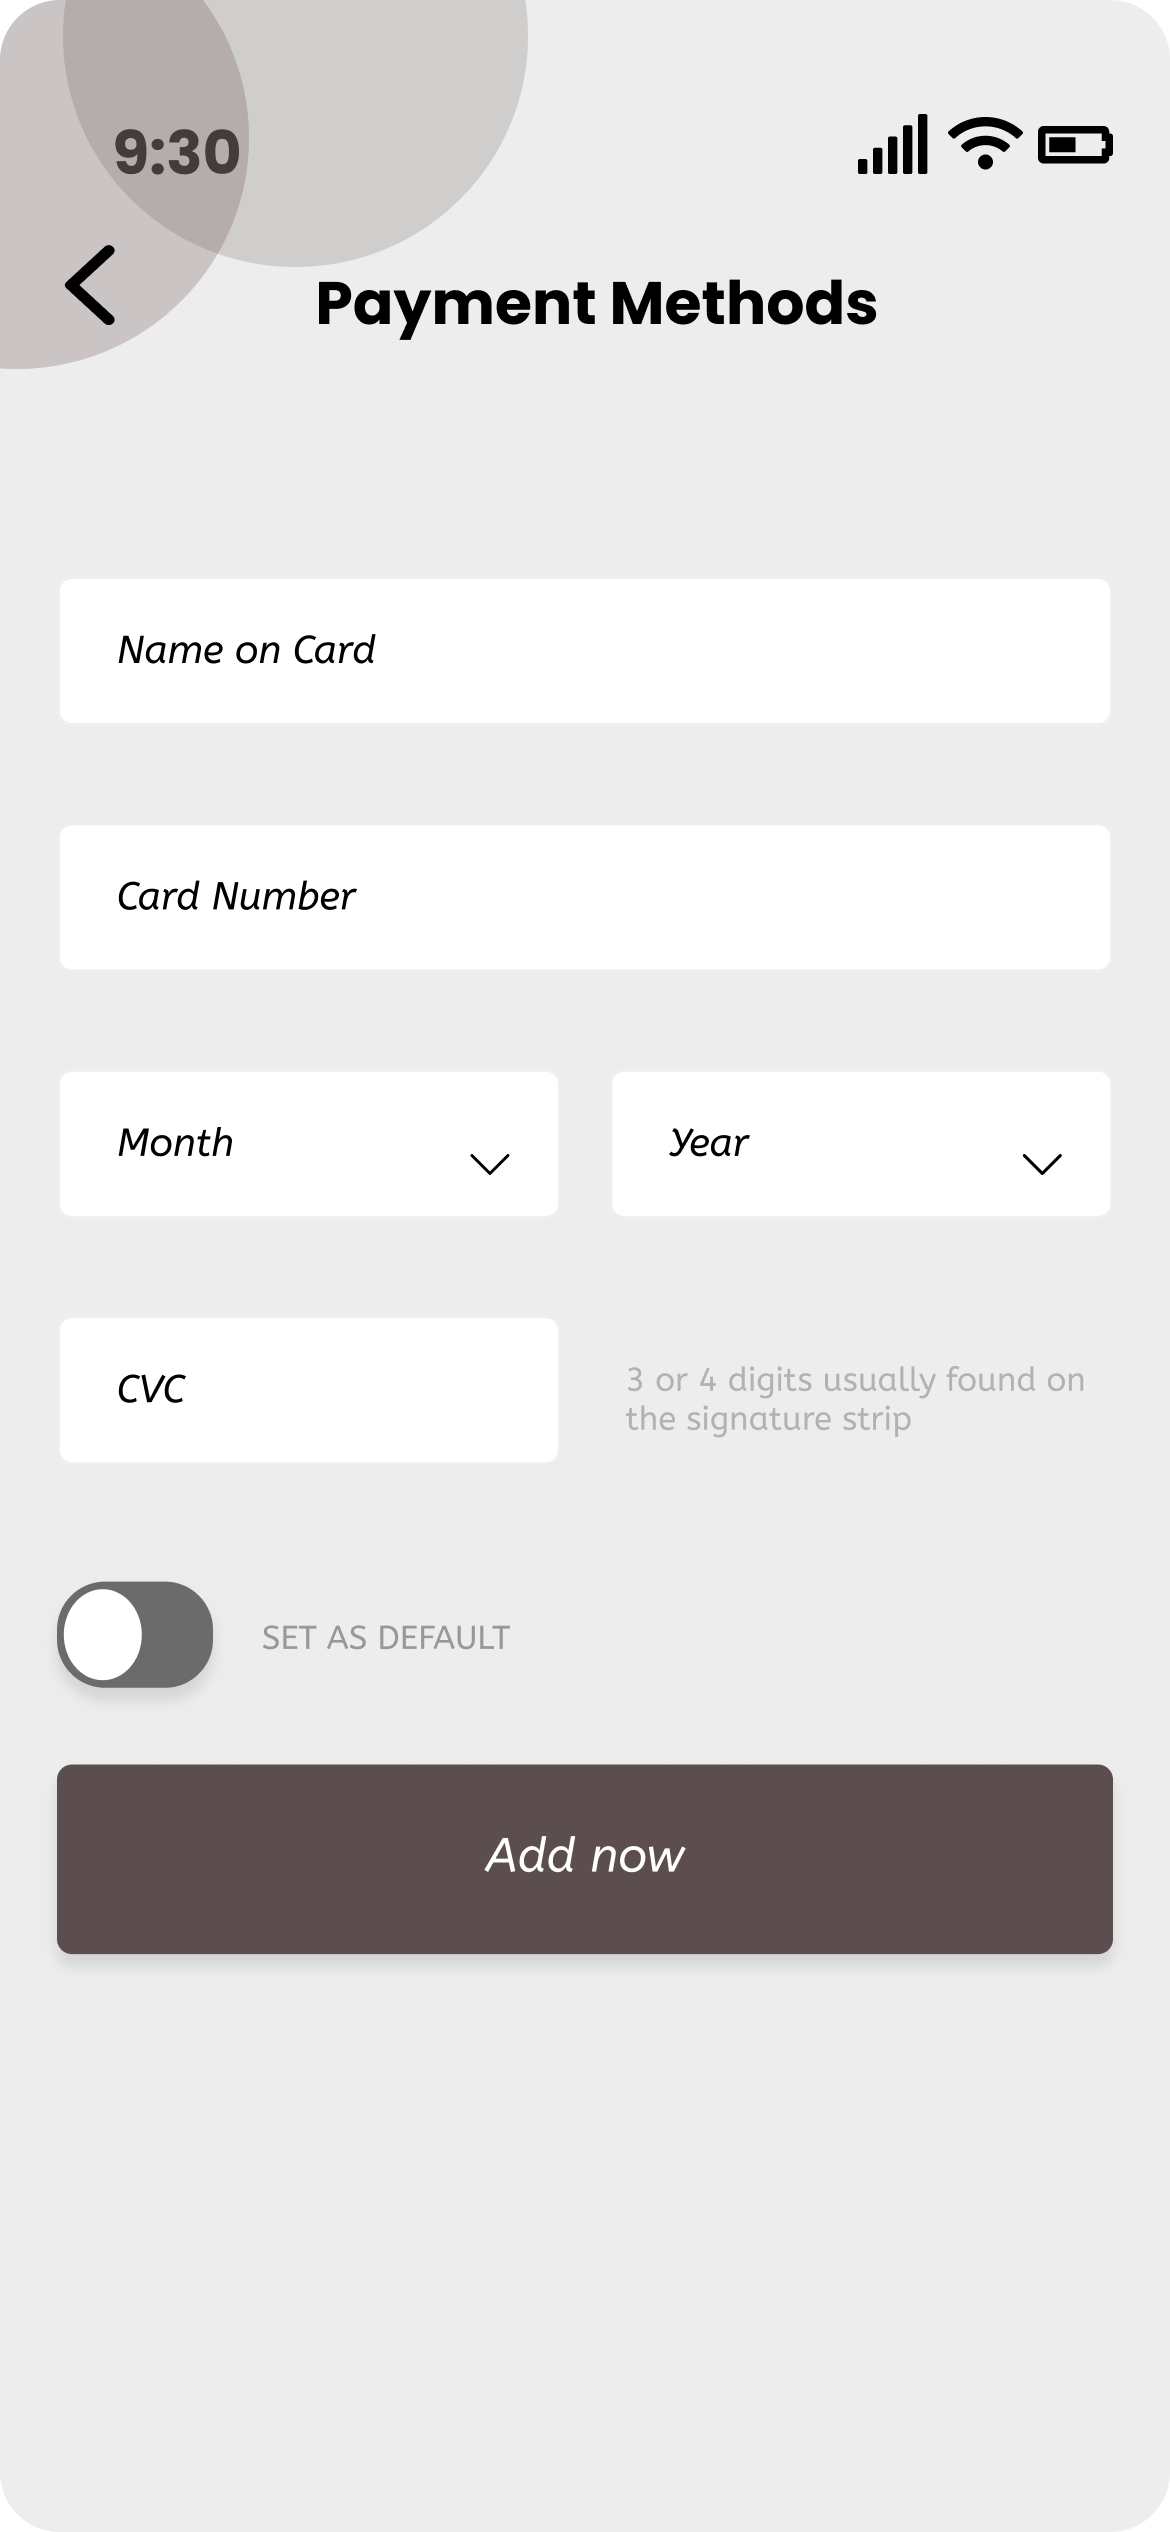 9:30
Payment Methods
Name on Card
Card Number
Month
Year
CVC
3 or 4 digits usually found on
the signature strip
SET AS DEFAULT
Add now